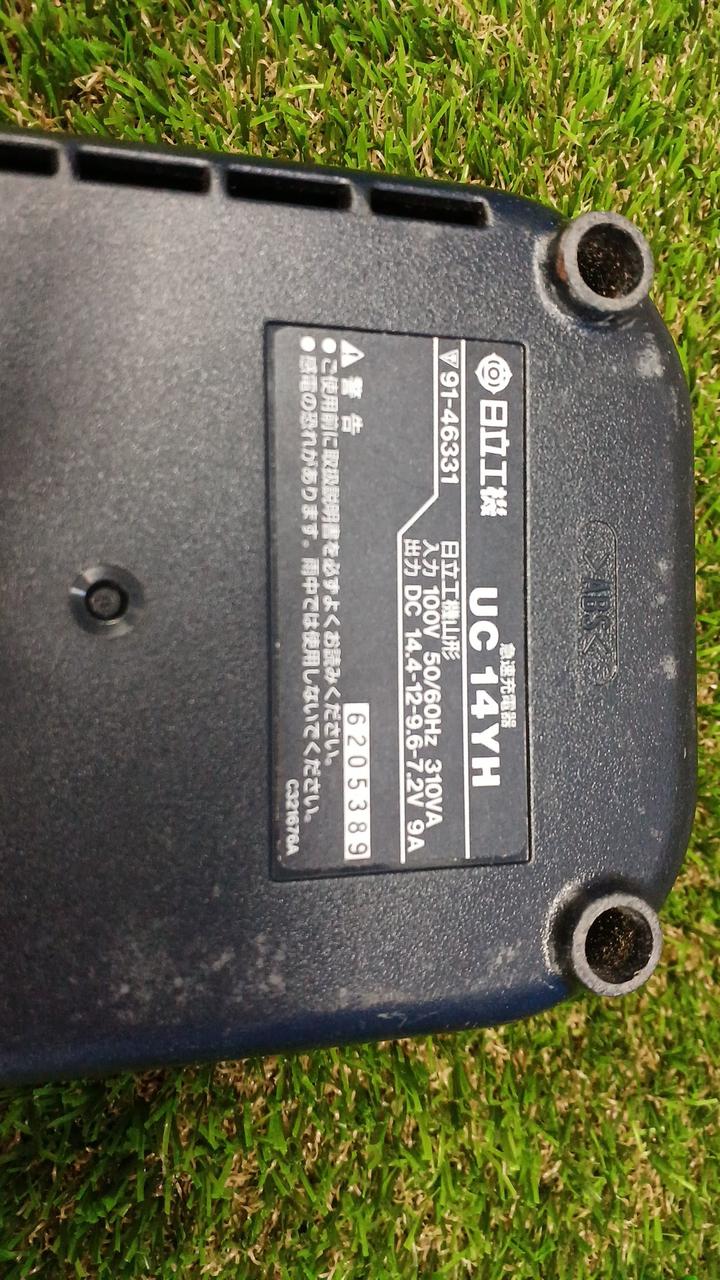 日立工機
急速充電器
UC 14YH
▽91-46331
日立工機山形
入力 100V 50/60Hz 310VA
出力 DC 14.4-12-9.6-7.2V 9A
6205389
⚠警告
●ご使用前に取扱説明書を必ずよくお読みください。
●感電の恐れがあります。雨中では使用しないでください。
C321676A
>ABS<